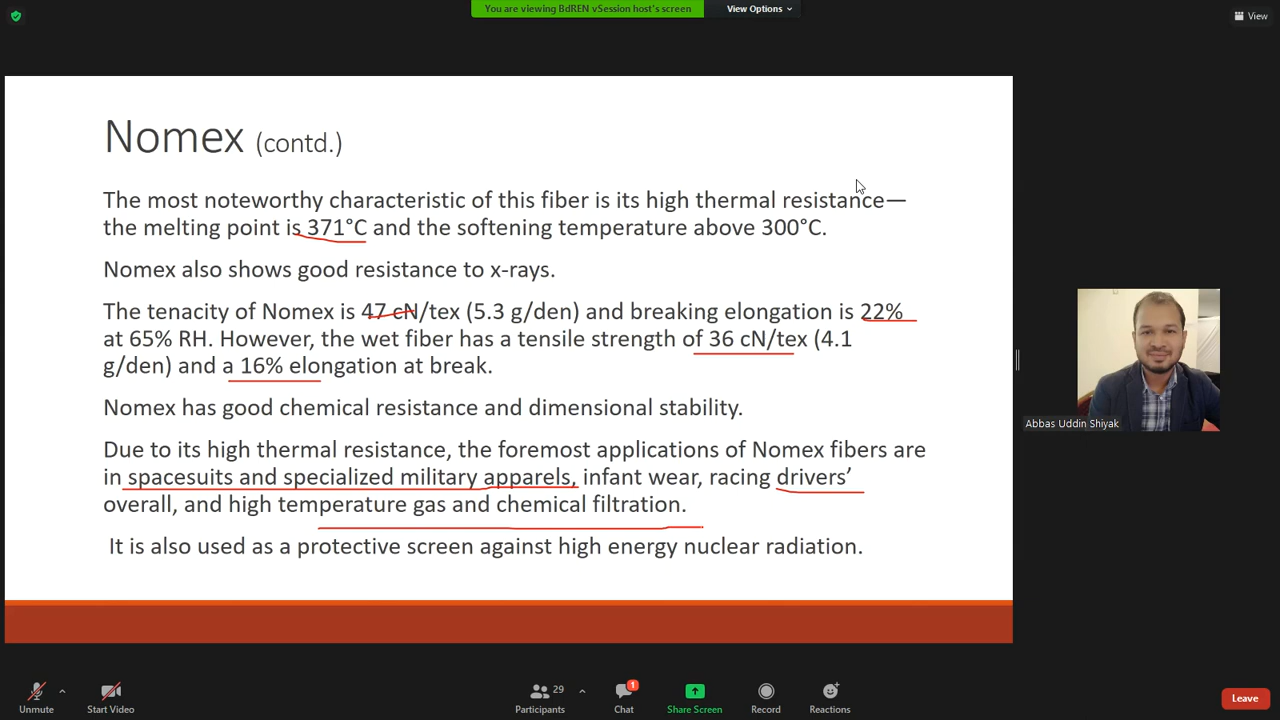 You are viewing BdREN vSession host's screen
View Options
View
Nomex (contd.)
The most noteworthy characteristic of this fiber is its high thermal resistance—
the melting point is 371°C and the softening temperature above 300°C.
Nomex also shows good resistance to x-rays.
The tenacity of Nomex is 47 cN/tex (5.3 g/den) and breaking elongation is 22%
at 65% RH. However, the wet fiber has a tensile strength of 36 cN/tex (4.1
g/den) and a 16% elongation at break.
Nomex has good chemical resistance and dimensional stability.
Due to its high thermal resistance, the foremost applications of Nomex fibers are
in spacesuits and specialized military apparels, infant wear, racing drivers’
overall, and high temperature gas and chemical filtration.
It is also used as a protective screen against high energy nuclear radiation.
Abbas Uddin Shiyak
Unmute
Start Video
29
Participants
1
Chat
Share Screen
Record
Reactions
Leave